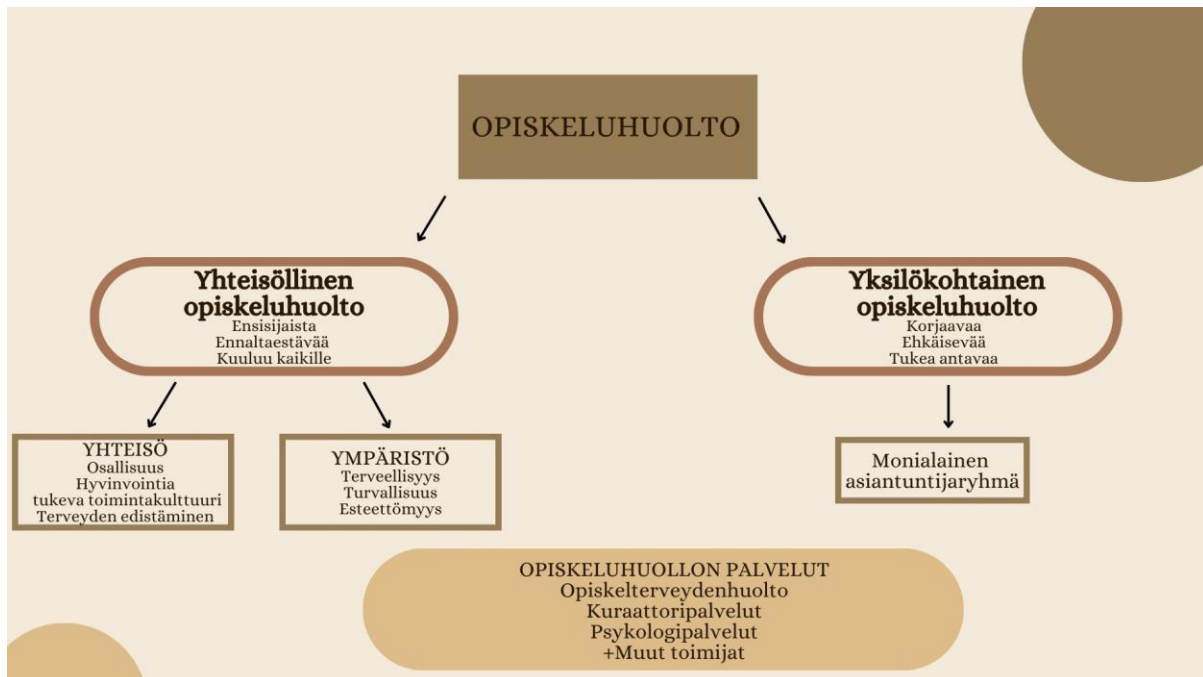 OPISKELUHUOLTO
Yhteisöllinen
opiskeluhuolto
Ensisijaista
Ennaltaestävää
Kuuluu kaikille
Yksilökohtainen
opiskeluhuolto
Korjaavaa
Ehkäisevää
Tukea antavaa
YHTEISÖ
Osallisuus
Hyvinvointia
tukeva toimintakulttuuri
Terveyden edistäminen
YMPÄRISTÖ
Terveellisyys
Turvallisuus
Esteettömyys
Monialainen
asiantuntijaryhmä
OPISKELUHUOLLON PALVELUT
Opiskelterveydenhuolto
Kuraattoripalvelut
Psykologipalvelut
+Muut toimijat